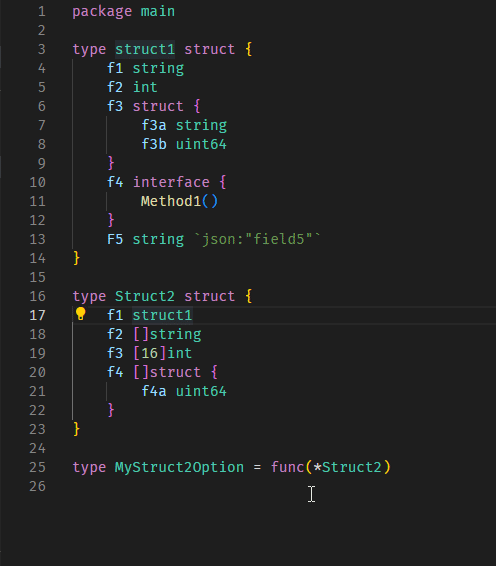 1 package main
2
3 type struct1 struct {
4     f1 string
5     f2 int
6     f3 struct {
7         f3a string
8         f3b uint64
9     }
10     f4 interface {
11         Method1()
12     }
13     F5 string `json:"field5"`
14 }
15
16 type Struct2 struct {
17     f1 struct1
18     f2 []string
19     f3 [16]int
20     f4 []struct {
21         f4a uint64
22     }
23 }
24
25 type MyStruct2Option = func(*Struct2)
26